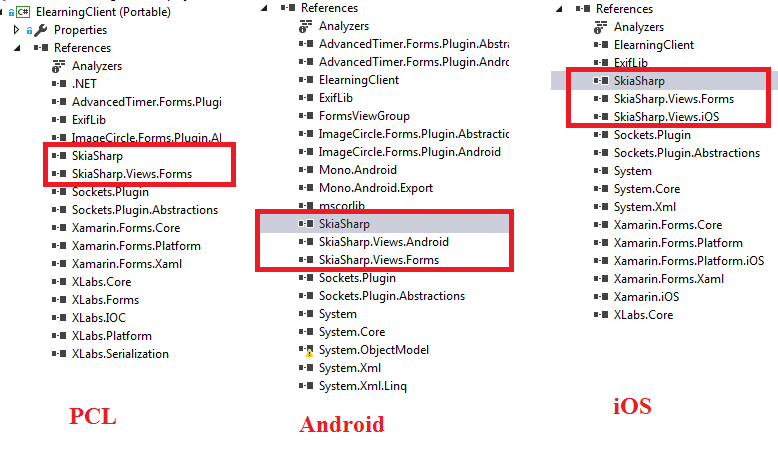 ElearningClient (Portable)
Properties
References
Analyzers
.NET
AdvancedTimer.Forms.Plugi
ExifLib
ImageCircle.Forms.Plugin.Al
SkiaSharp
SkiaSharp.Views.Forms
Sockets.Plugin
Sockets.Plugin.Abstractions
Xamarin.Forms.Core
Xamarin.Forms.Platform
Xamarin.Forms.Xaml
XLabs.Core
XLabs.Forms
XLabs.IOC
XLabs.Platform
XLabs.Serialization
PCL
References
Analyzers
AdvancedTimer.Forms.Plugin.Abstra
AdvancedTimer.Forms.Plugin.Andro
ElearningClient
ExifLib
FormsViewGroup
ImageCircle.Forms.Plugin.Abstractio
ImageCircle.Forms.Plugin.Android
Mono.Android
Mono.Android.Export
mscorlib
SkiaSharp
SkiaSharp.Views.Android
SkiaSharp.Views.Forms
Sockets.Plugin
Sockets.Plugin.Abstractions
System
System.Core
System.ObjectModel
System.Xml
System.Xml.Linq
Android
References
Analyzers
ElearningClient
ExifLib
SkiaSharp
SkiaSharp.Views.Forms
SkiaSharp.Views.iOS
Sockets.Plugin
Sockets.Plugin.Abstractions
System
System.Core
System.Xml
Xamarin.Forms.Core
Xamarin.Forms.Platform
Xamarin.Forms.Platform.iOS
Xamarin.Forms.Xaml
Xamarin.iOS
XLabs.Core
iOS